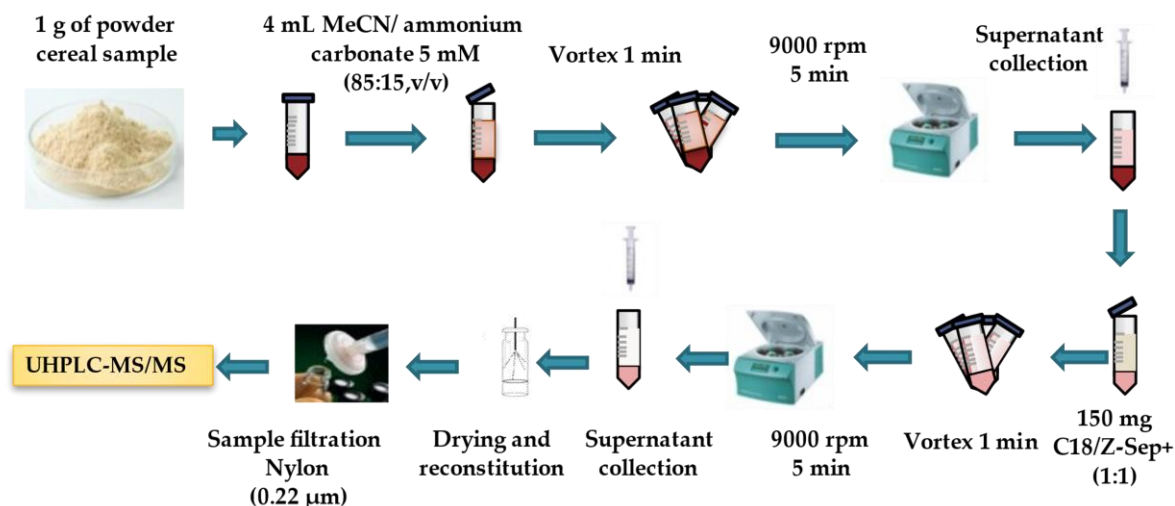 1 g of powder
cereal sample
4 mL MeCN/ ammonium
carbonate 5 mM
(85:15,v/v)
Vortex 1 min
9000 rpm
5 min
Supernatant
collection
150 mg
C18/Z-Sep+
(1:1)
Vortex 1 min
9000 rpm
5 min
Supernatant
collection
Drying and
reconstitution
Sample filtration
Nylon
(0.22 µm)
UHPLC-MS/MS